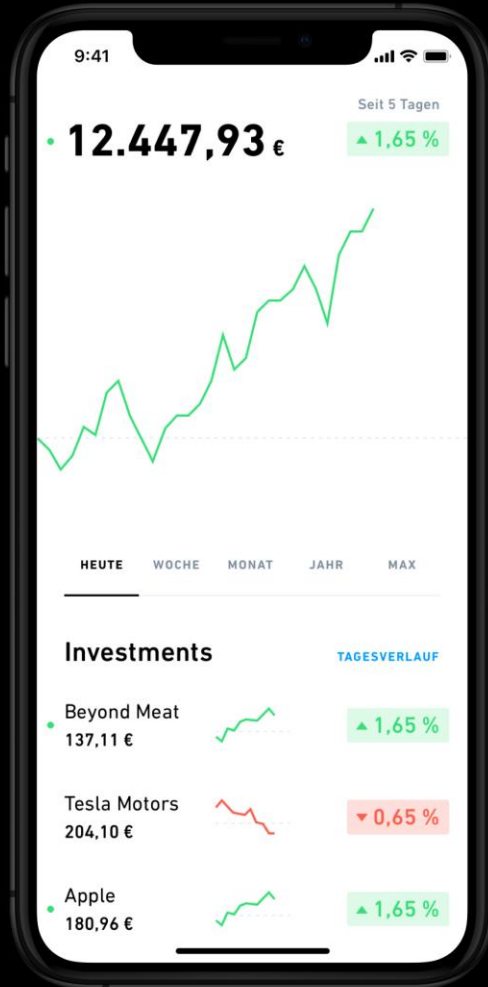 9:41
Seit 5 Tagen
12.447,93 €
▲ 1,65 %
HEUTE WOCHE MONAT JAHR MAX
Investments
TAGESVERLAUF
Beyond Meat
137,11 €
▲ 1,65 %
Tesla Motors
204,10 €
▼ 0,65 %
Apple
180,96 €
▲ 1,65 %